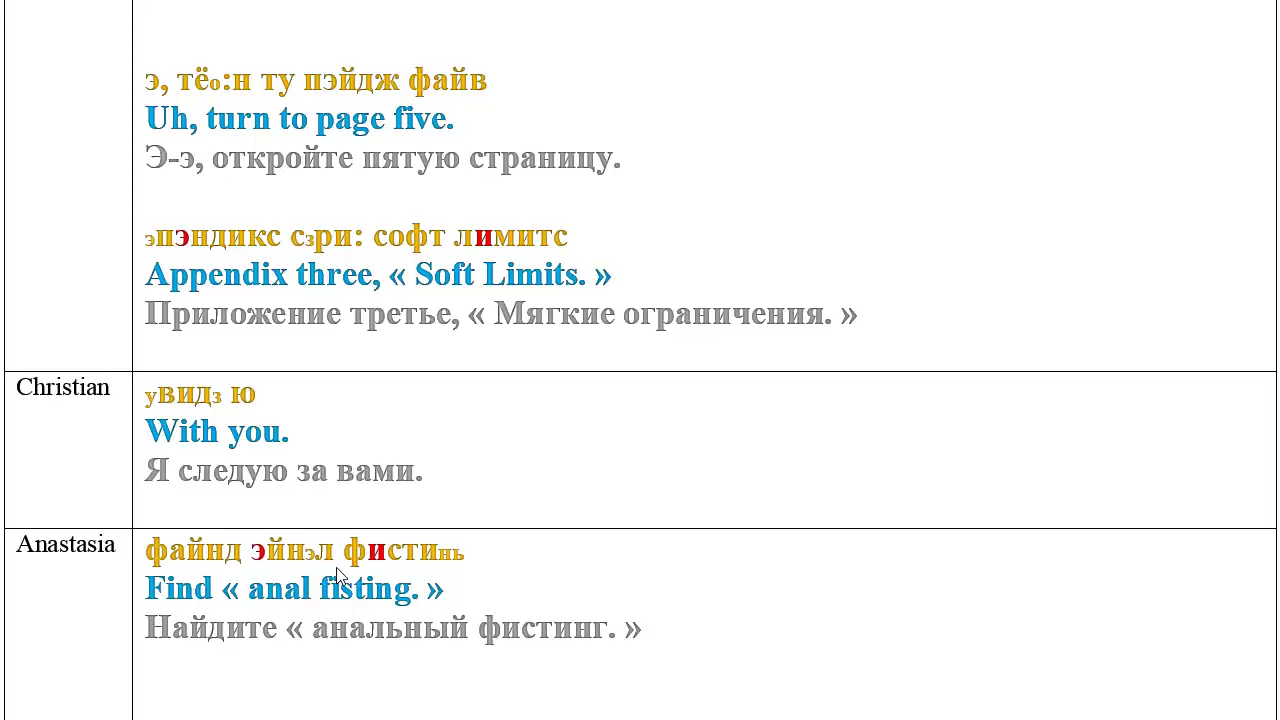 э, тёо:н ту пэйдж файв
Uh, turn to page five.
Э-э, откройте пятую страницу.
эпэндикс сзри: софт лимитс
Appendix three, « Soft Limits. »
Приложение третье, « Мягкие ограничения. »
Christian
увидз ю
With you.
Я следую за вами.
Anastasia
файнд эйнэл фистинь
Find « anal fisting. »
Найдите « анальный фистинг. »